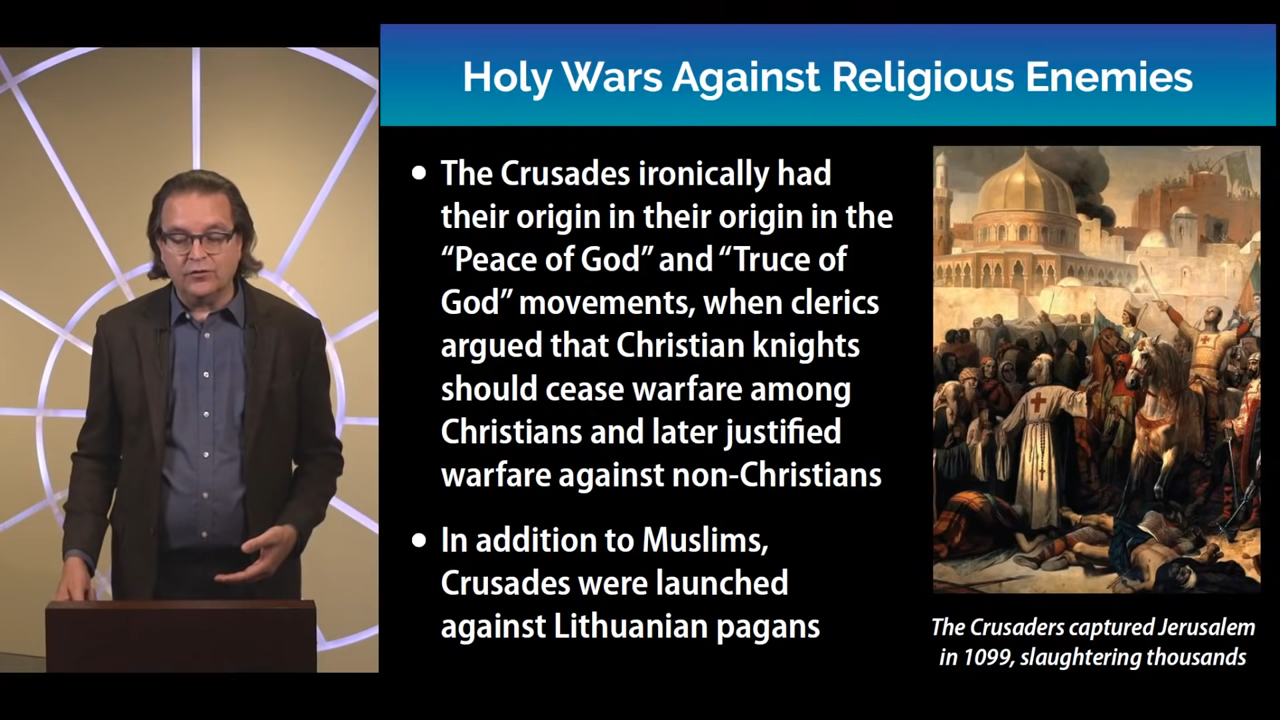 Holy Wars Against Religious Enemies
• The Crusades ironically had
their origin in their origin in the
“Peace of God” and “Truce of
God” movements, when clerics
argued that Christian knights
should cease warfare among
Christians and later justified
warfare against non-Christians
• In addition to Muslims,
Crusades were launched
against Lithuanian pagans
The Crusaders captured Jerusalem
in 1099, slaughtering thousands